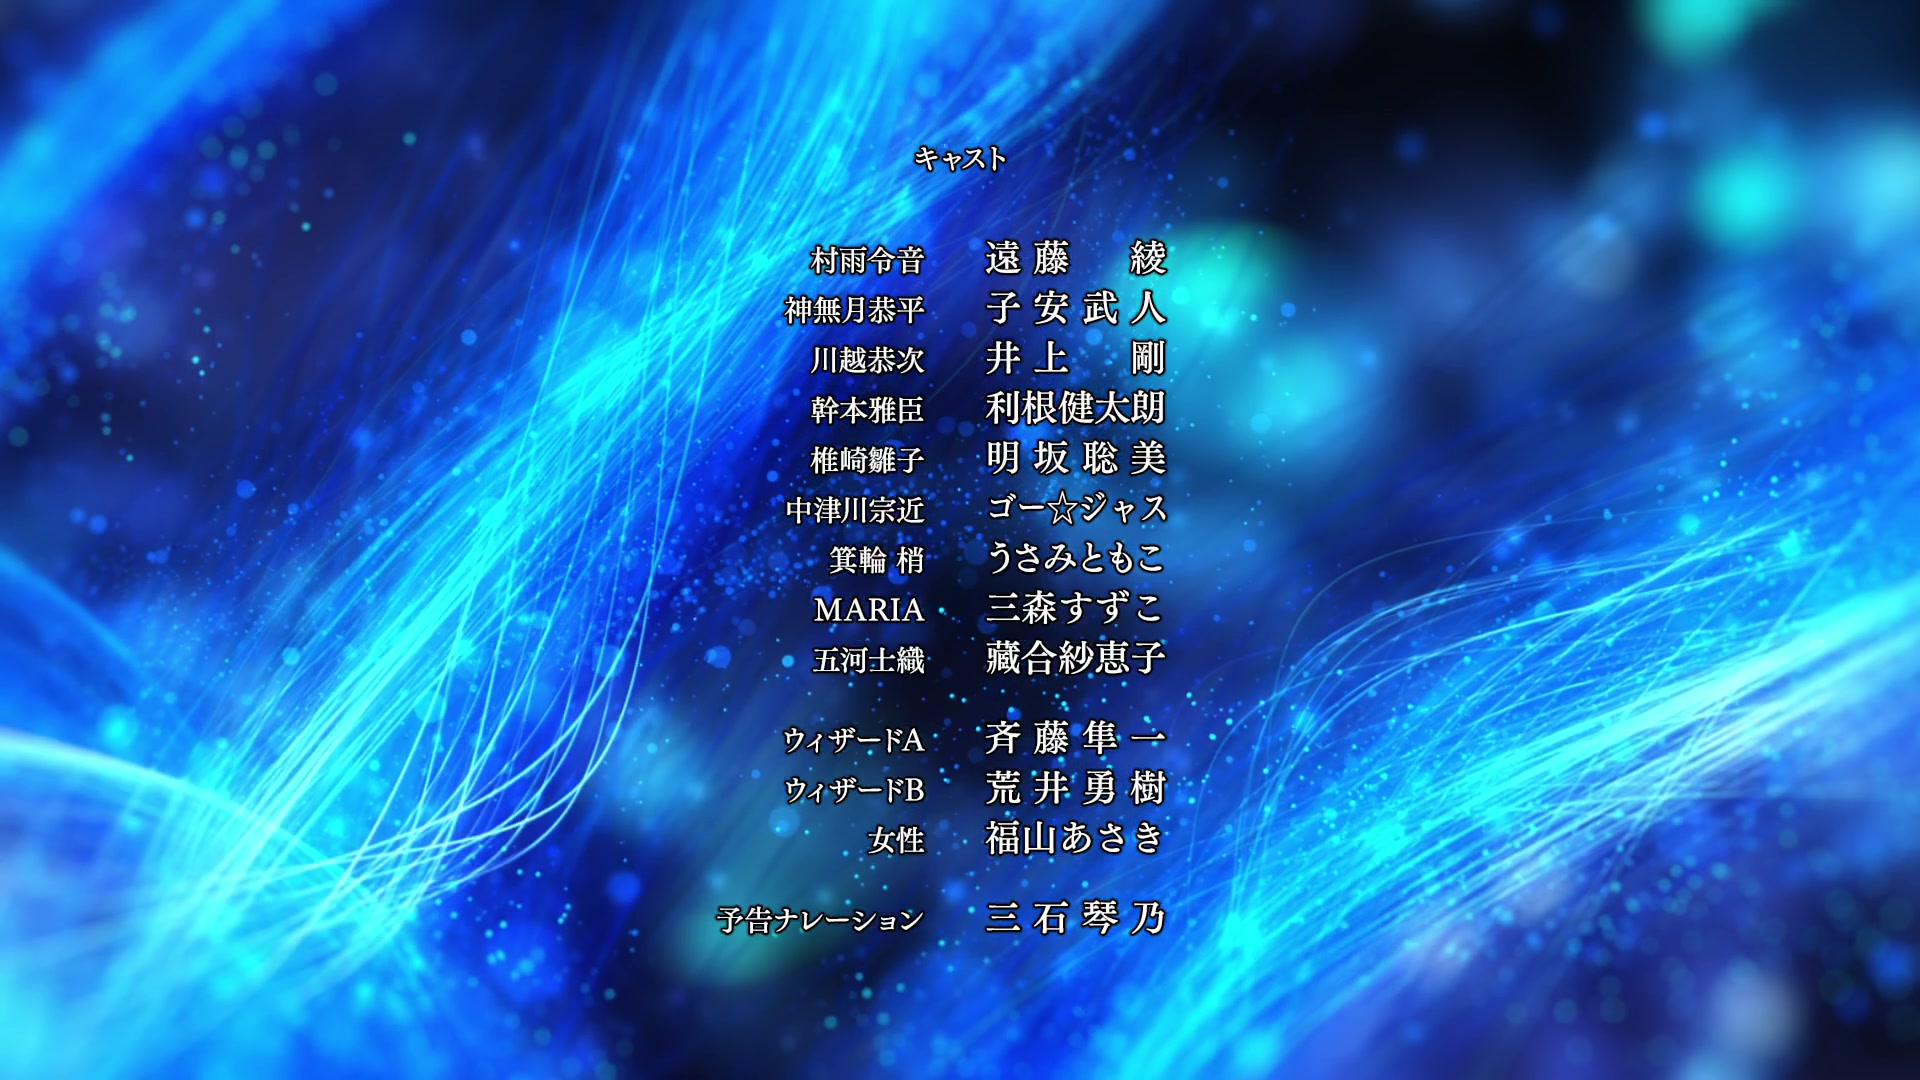 キャスト
村雨令音 遠藤 綾
神無月恭平 子安武人
川越恭次 井上 剛
幹本雅臣 利根健太朗
椎崎雛子 明坂聡美
中津川宗近 ゴー☆ジャス
箕輪 梢 うさみともこ
MARIA 三森すずこ
五河士織 藏合紗恵子
ウィザードA 斉藤隼一
ウィザードB 荒井勇樹
女性 福山あさき
予告ナレーション 三石琴乃